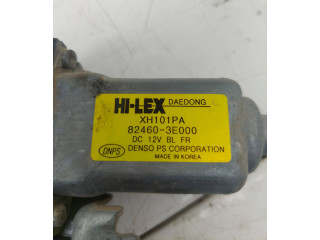 HI-LEX DAEDONG
XH101PA
82460-3E000
DC 12V BL FR
DNPS DENSO PS CORPORATION
MADE IN KOREA